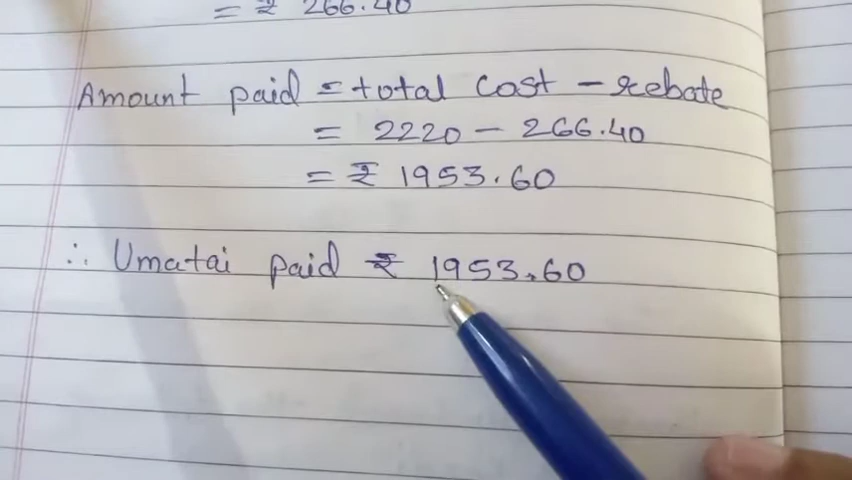 = ₹ 266.40
Amount paid = total cost - rebate
= 2220 - 266.40
= ₹ 1953.60
∴ Umatai paid ₹ 1953.60